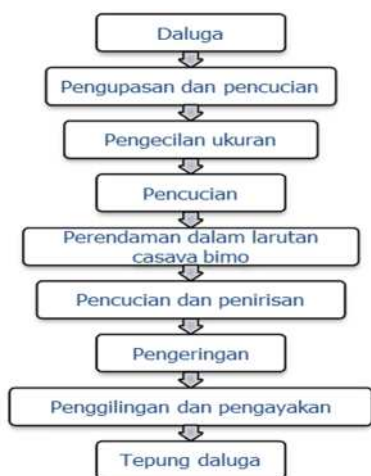 Daluga
Pengupasan dan pencucian
Pengecilan ukuran
Pencucian
Perendaman dalam larutan
casava bimo
Pencucian dan penirisan
Pengeringan
Penggilingan dan pengayakan
Tepung daluga